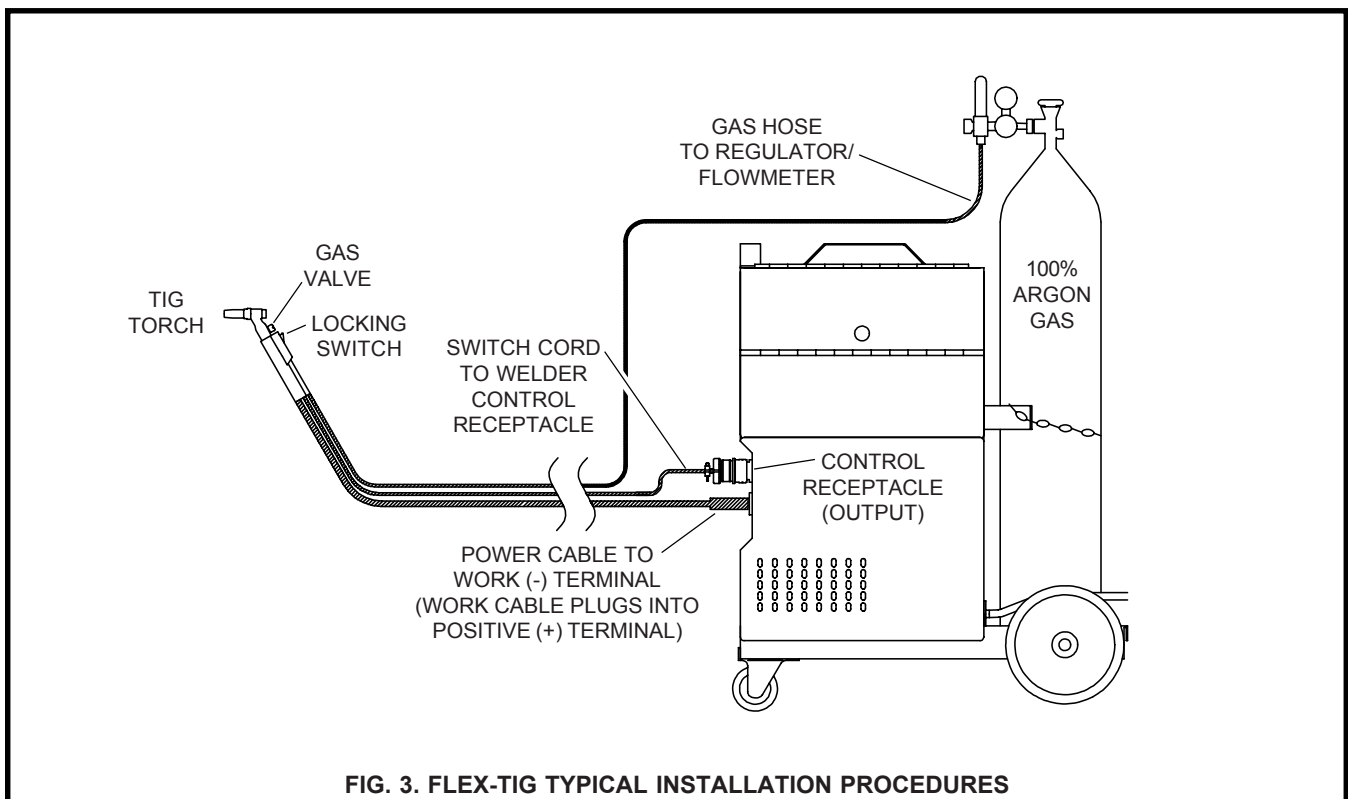 GAS HOSE
TO REGULATOR/
FLOWMETER
GAS
VALVE
TIG
TORCH
LOCKING
SWITCH
100%
ARGON
GAS
SWITCH CORD
TO WELDER
CONTROL
RECEPTACLE
CONTROL
RECEPTACLE
(OUTPUT)
POWER CABLE TO
WORK (-) TERMINAL
(WORK CABLE PLUGS INTO
POSITIVE (+) TERMINAL)
FIG. 3. FLEX-TIG TYPICAL INSTALLATION PROCEDURES